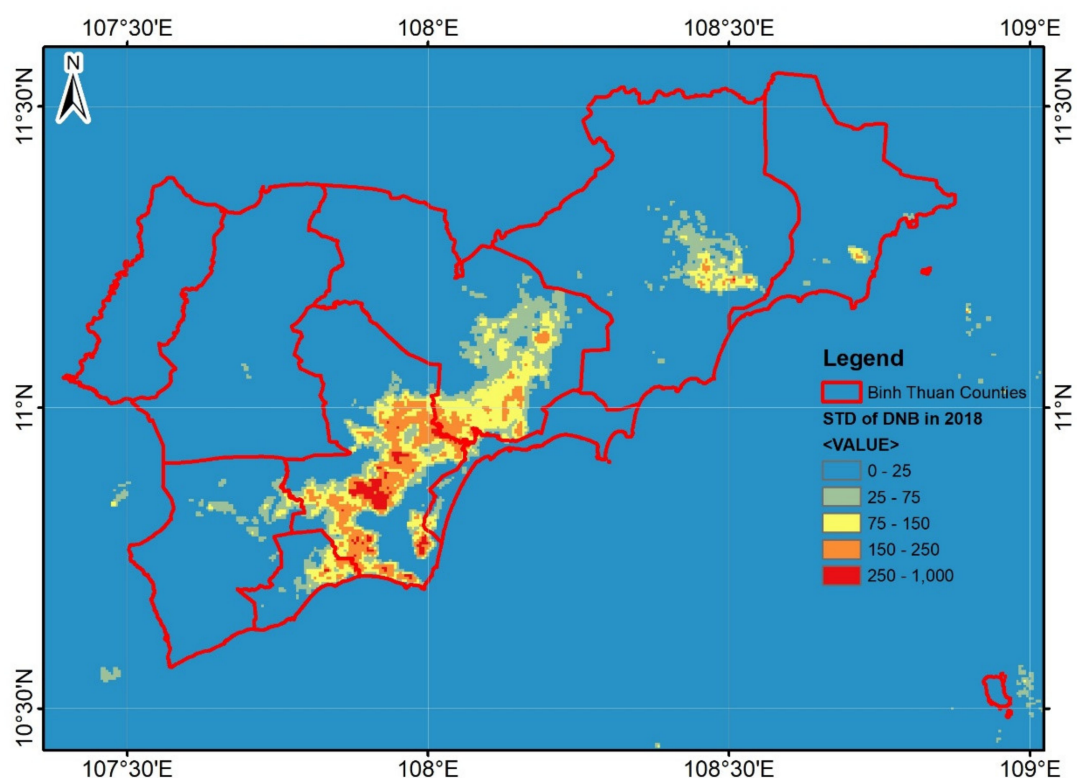 107°30'E 108°E 108°30'E 109°E
N
11°30'N 11°30'N
11°N 11°N
Legend
Binh Thuan Counties
STD of DNB in 2018
<VALUE>
0 - 25
25 - 75
75 - 150
150 - 250
250 - 1,000
10°30'N 10°30'N
107°30'E 108°E 108°30'E 109°E